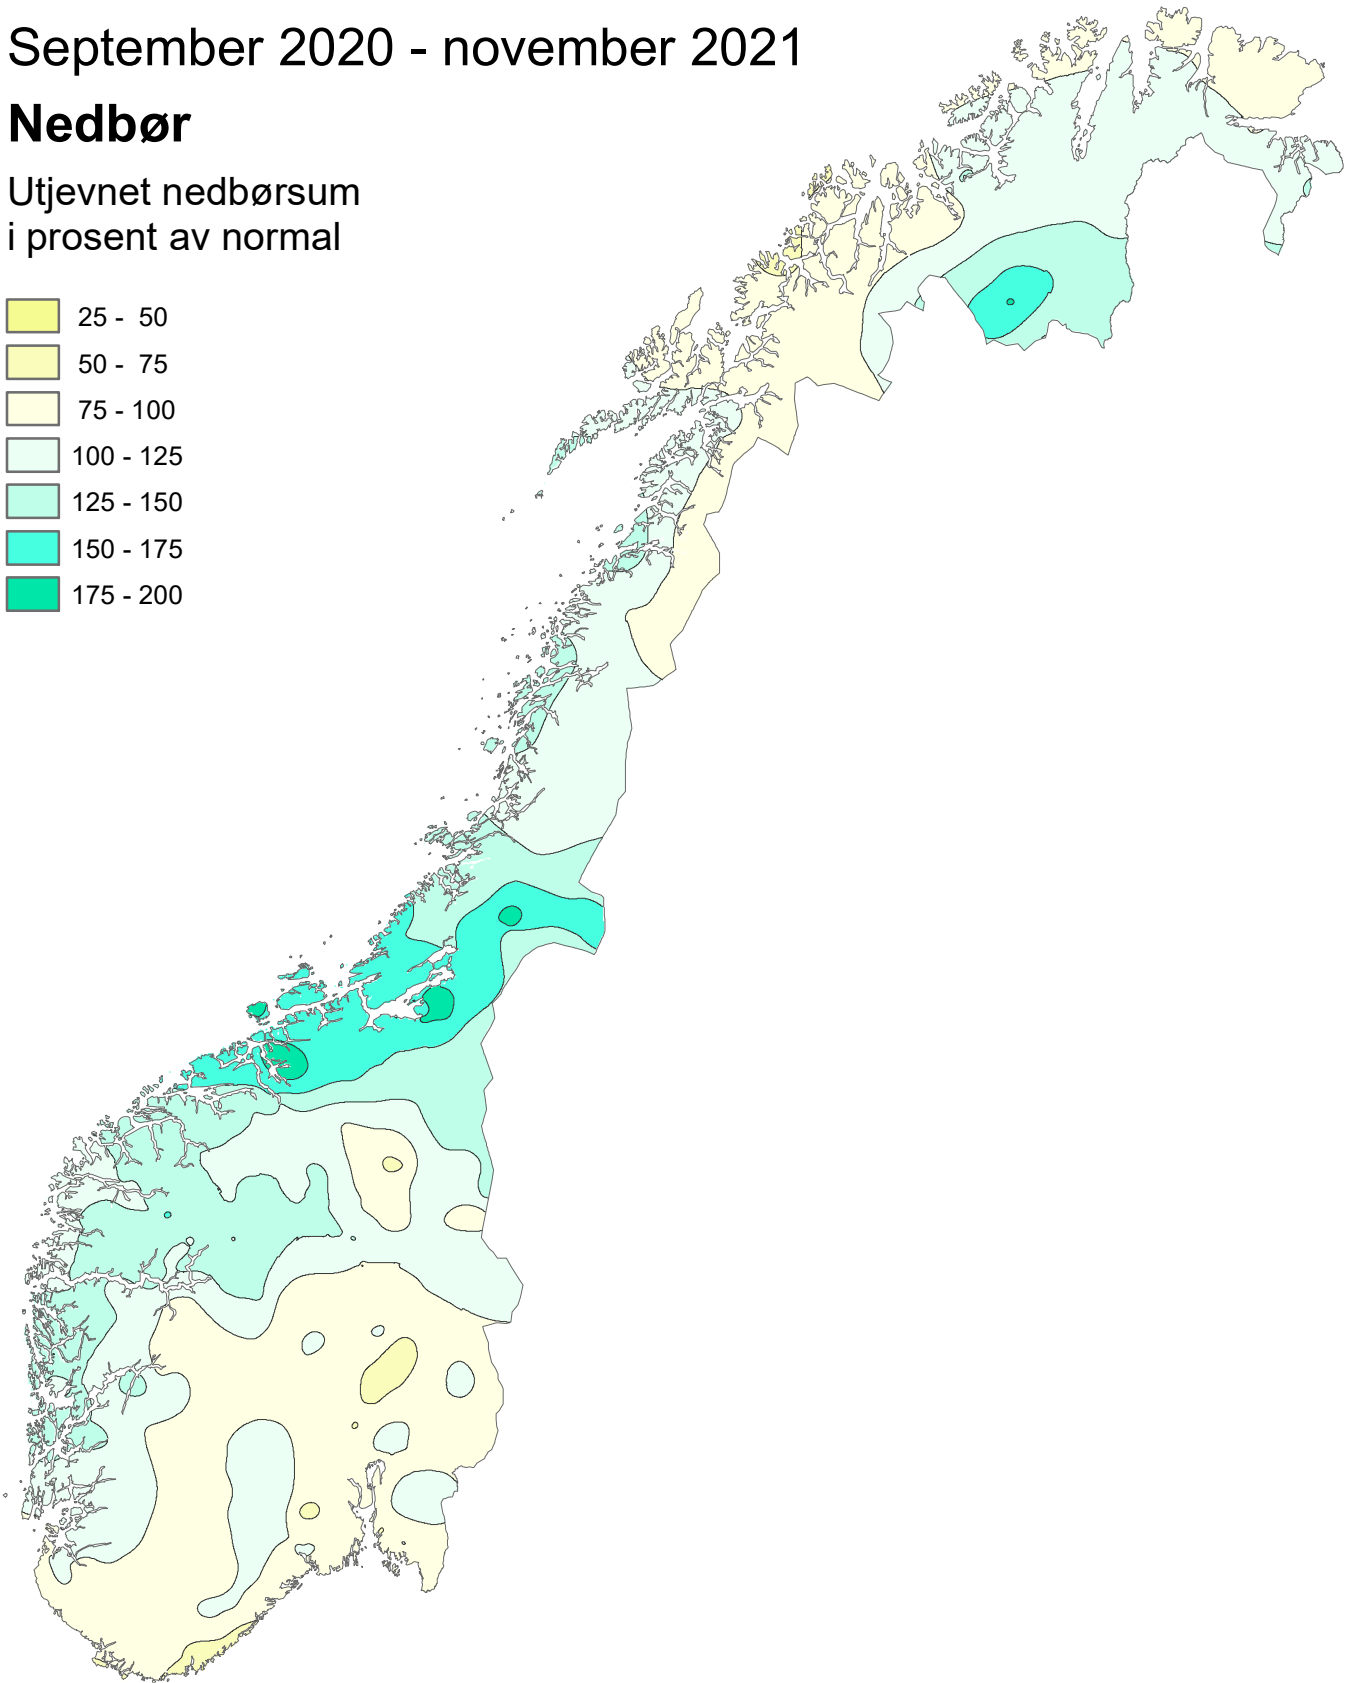 September 2020 - november 2021
Nedbør
Utjevnet nedbørsum
i prosent av normal
25 - 50
50 - 75
75 - 100
100 - 125
125 - 150
150 - 175
175 - 200